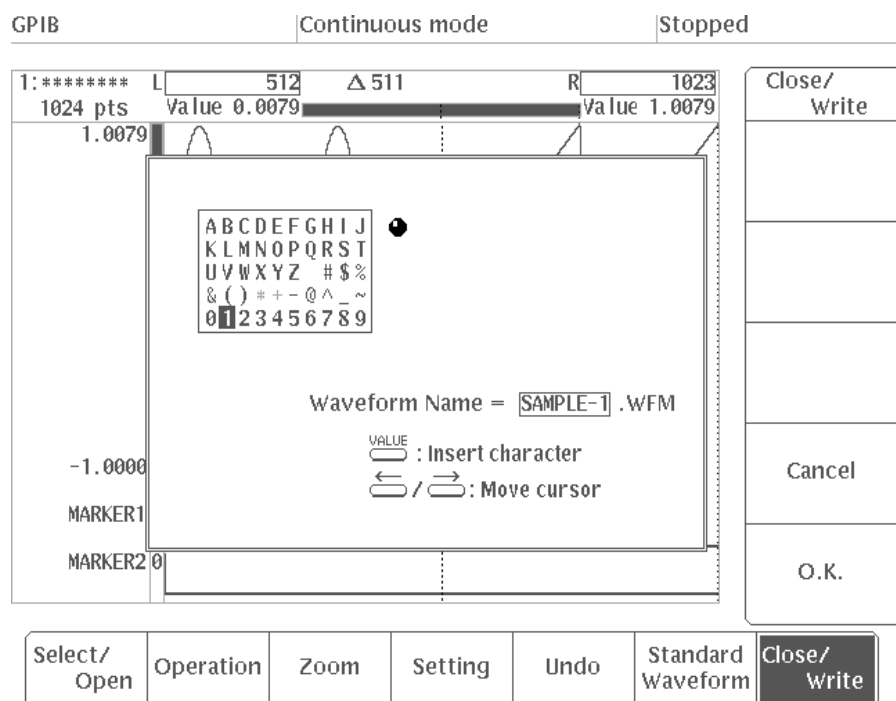 GPIB Continuous mode Stopped
1:******** L 512 Δ 511 R 1023
1024 pts Value 0.0079 Value 1.0079
1.0079
Close/
Write
ABCDEFGHIJ
KLMNOPQRST
UVWXYZ #$%
&()*+-@^_~
0123456789
Waveform Name = SAMPLE-1 .WFM
VALUE : Insert character
← / → : Move cursor
-1.0000
MARKER1
MARKER2 0
Cancel
O.K.
Select/
Open
Operation
Zoom
Setting
Undo
Standard
Waveform
Close/
Write